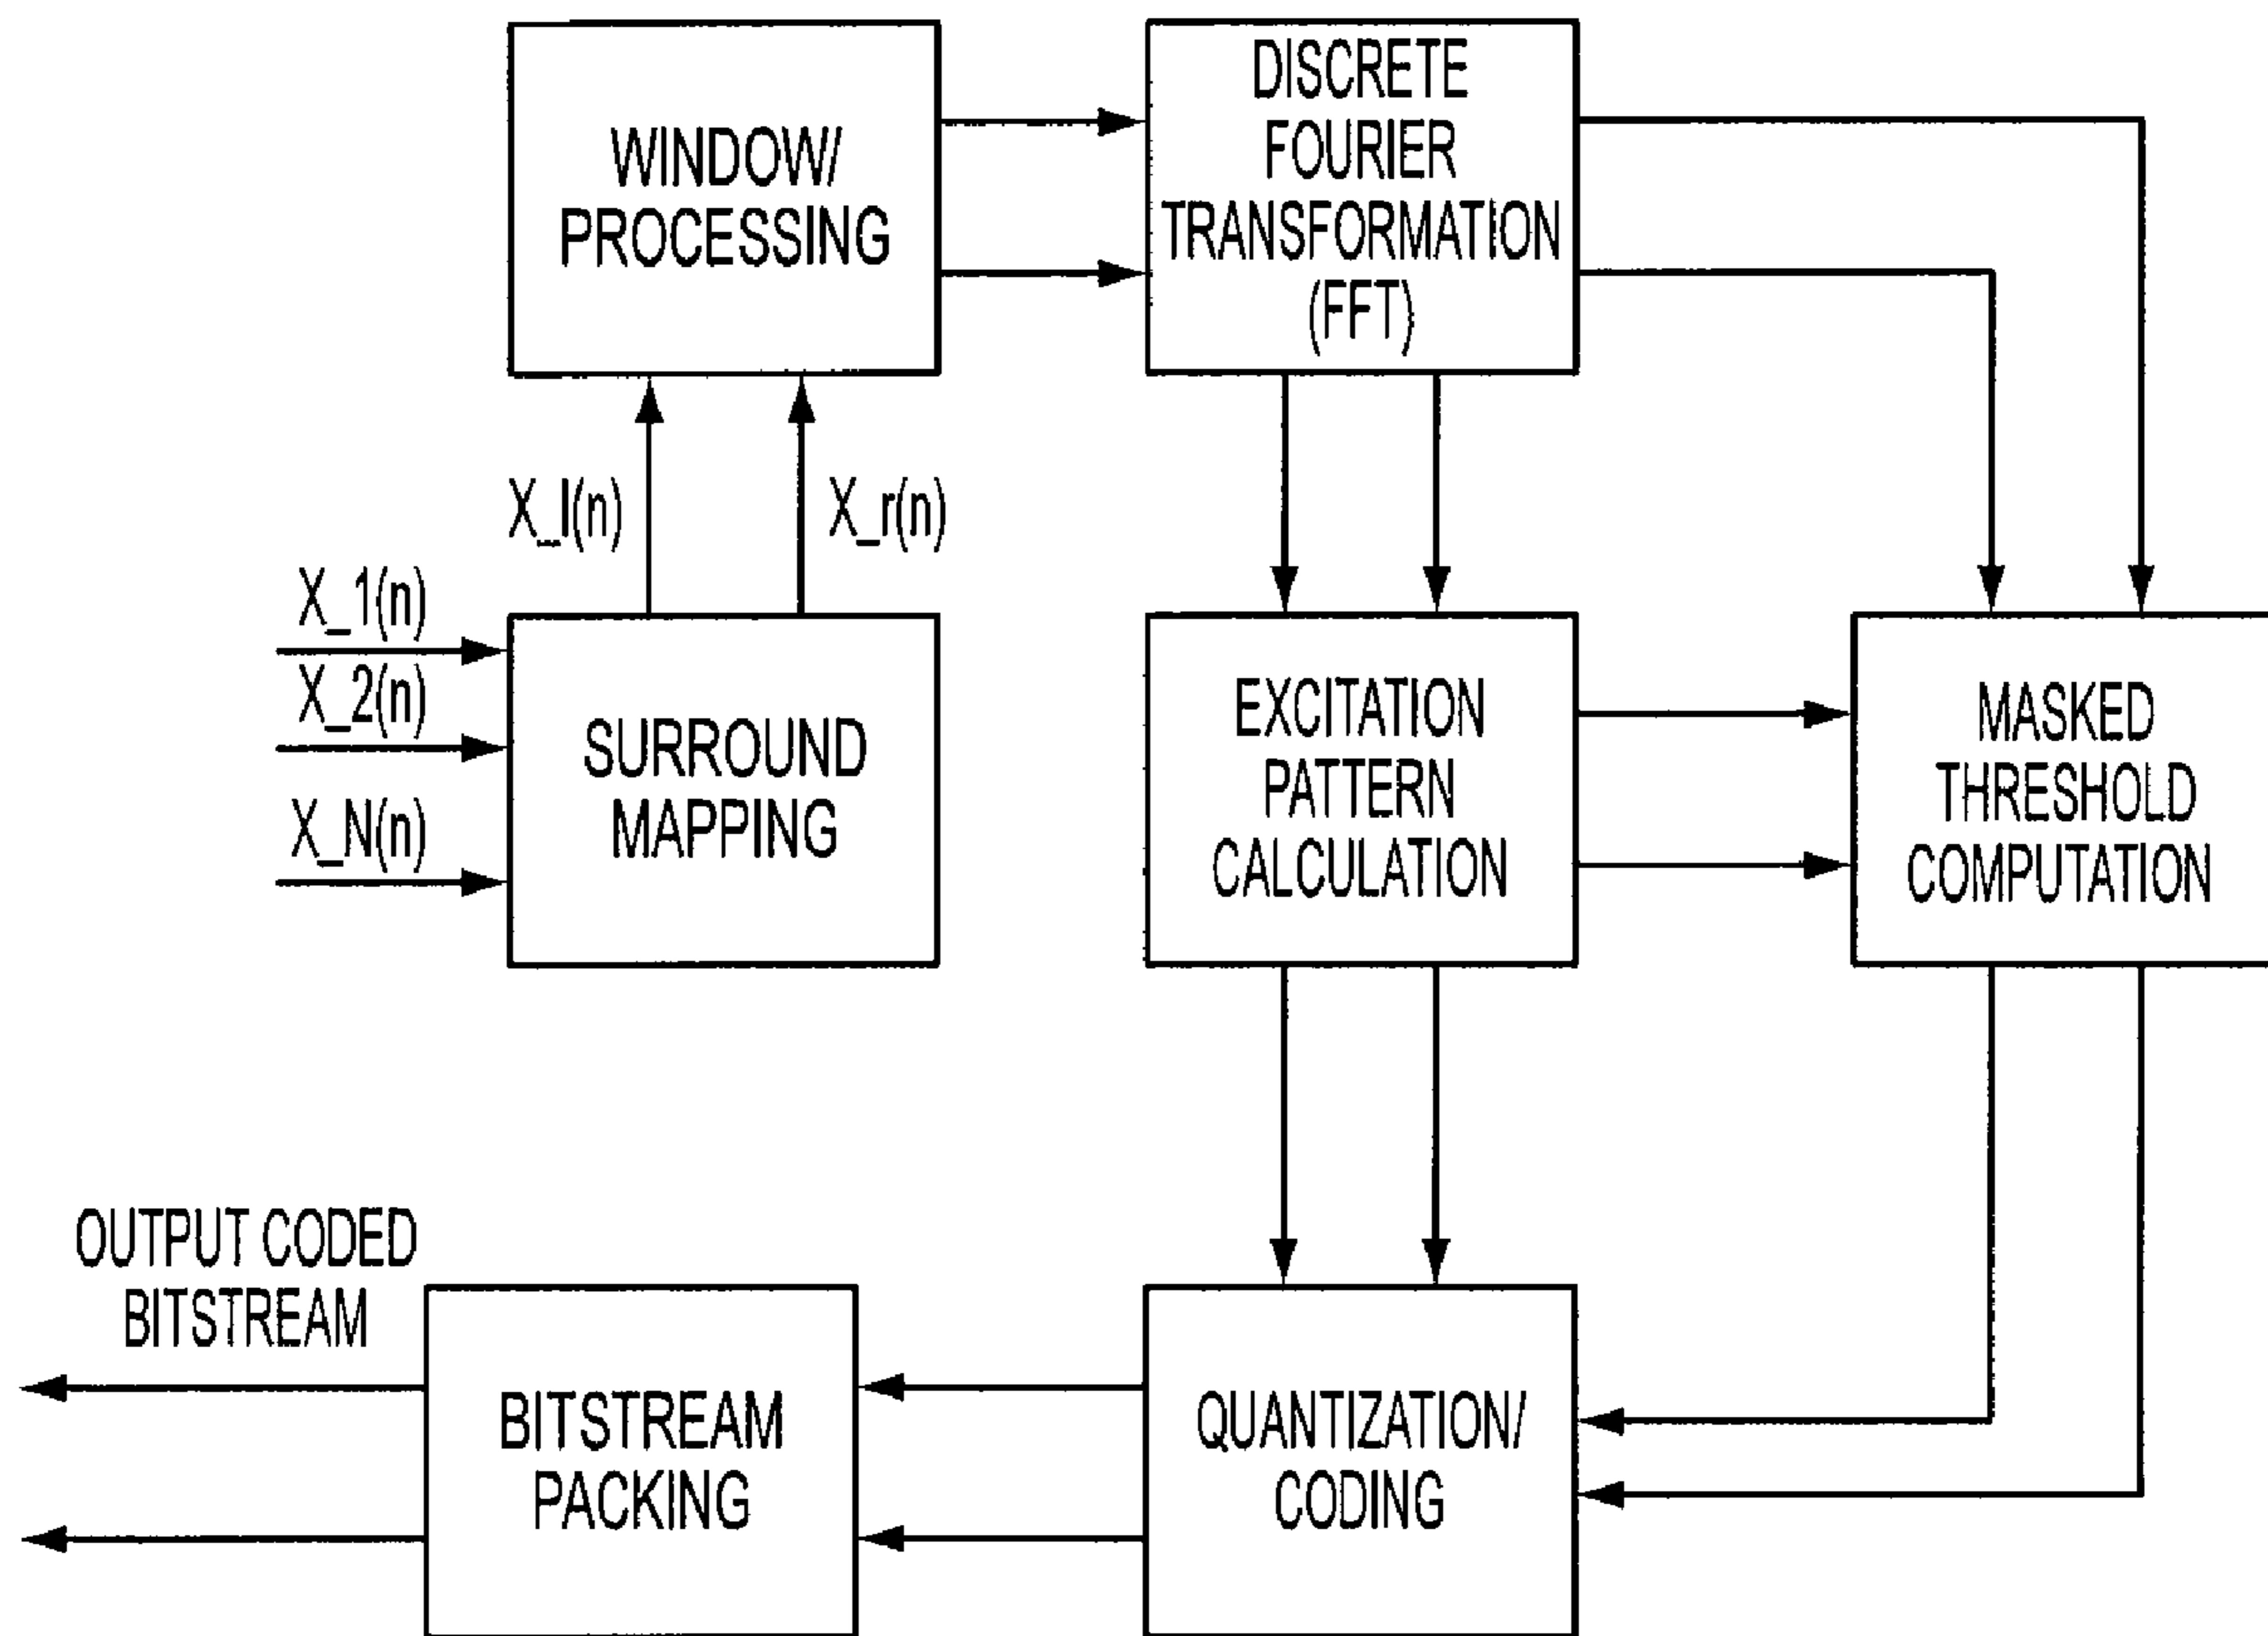 WINDOW/
PROCESSING
DISCRETE
FOURIER
TRANSFORMATION
(FFT)
X_l(n)
X_r(n)
X_1(n)
X_2(n)
X_N(n)
SURROUND
MAPPING
EXCITATION
PATTERN
CALCULATION
MASKED
THRESHOLD
COMPUTATION
OUTPUT CODED
BITSTREAM
BITSTREAM
PACKING
QUANTIZATION/
CODING